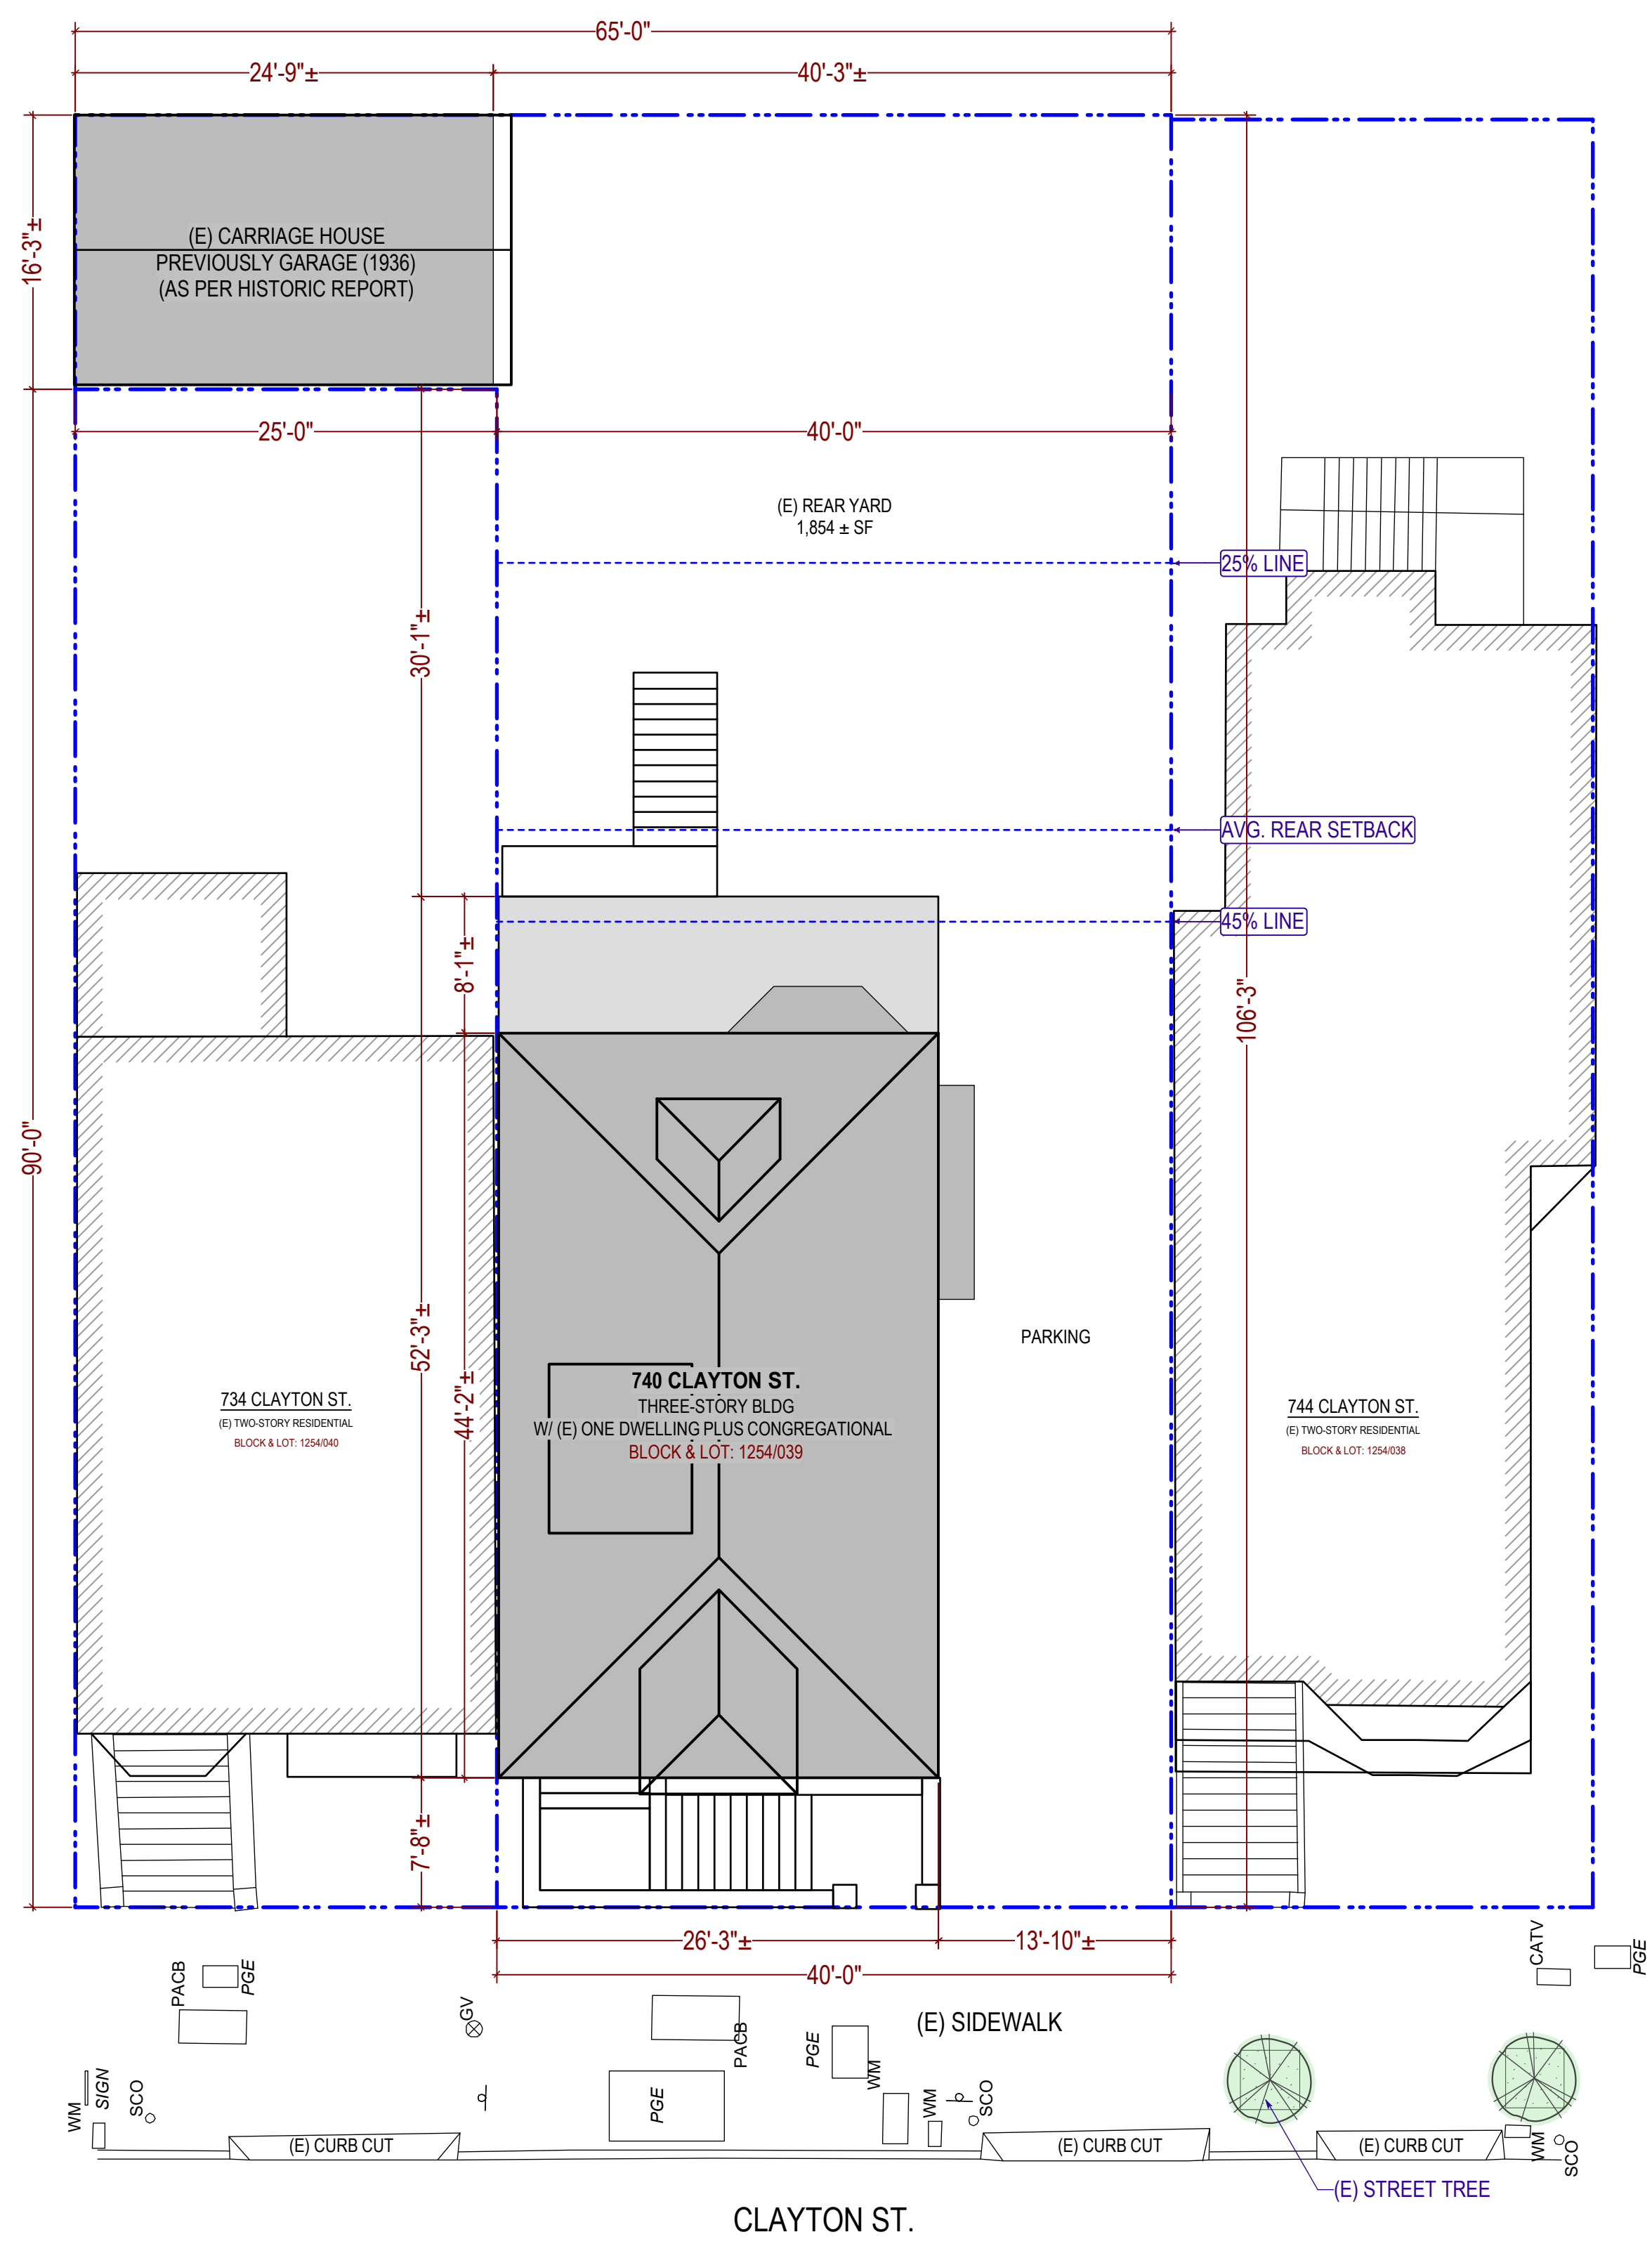 65'-0"
24'-9"±
40'-3"±
16'-3"±
(E) CARRIAGE HOUSE
PREVIOUSLY GARAGE (1936)
(AS PER HISTORIC REPORT)
25'-0"
40'-0"
(E) REAR YARD
1,854 ± SF
25% LINE
30'-1"±
AVG. REAR SETBACK
45% LINE
8'-1"±
106'-3"
90'-0"
52'-3"±
44'-2"±
PARKING
734 CLAYTON ST.
(E) TWO-STORY RESIDENTIAL
BLOCK & LOT: 1254/040
740 CLAYTON ST.
THREE-STORY BLDG
W/ (E) ONE DWELLING PLUS CONGREGATIONAL
BLOCK & LOT: 1254/039
744 CLAYTON ST.
(E) TWO-STORY RESIDENTIAL
BLOCK & LOT: 1254/038
7'-8"±
26'-3"±
13'-10"±
40'-0"
PACB
PGE
GV
PACB
PGE
(E) SIDEWALK
CATV
PGE
WM
SIGN
SCO
PGE
WM
WM
SCO
WM
SCO
(E) CURB CUT
(E) CURB CUT
(E) CURB CUT
(E) STREET TREE
CLAYTON ST.